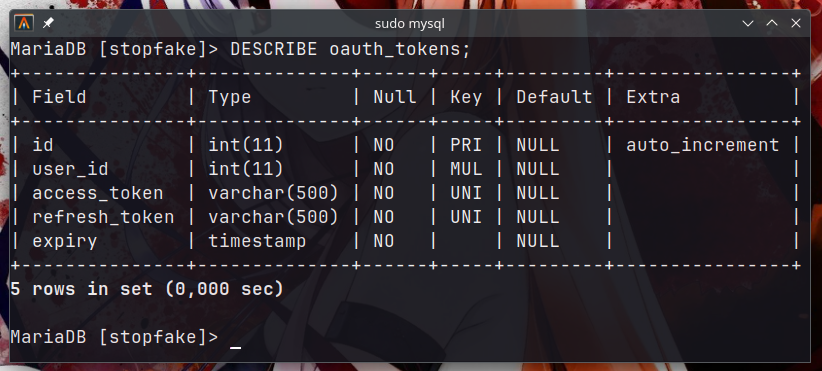 sudo mysql
MariaDB [stopfake]> DESCRIBE oauth_tokens;
+---------------+--------------+------+-----+---------+----------------+
| Field         | Type         | Null | Key | Default | Extra          |
+---------------+--------------+------+-----+---------+----------------+
| id            | int(11)      | NO   | PRI | NULL    | auto_increment |
| user_id       | int(11)      | NO   | MUL | NULL    |                |
| access_token  | varchar(500) | NO   | UNI | NULL    |                |
| refresh_token | varchar(500) | NO   | UNI | NULL    |                |
| expiry        | timestamp    | NO   |     | NULL    |                |
+---------------+--------------+------+-----+---------+----------------+
5 rows in set (0,000 sec)
MariaDB [stopfake]> _